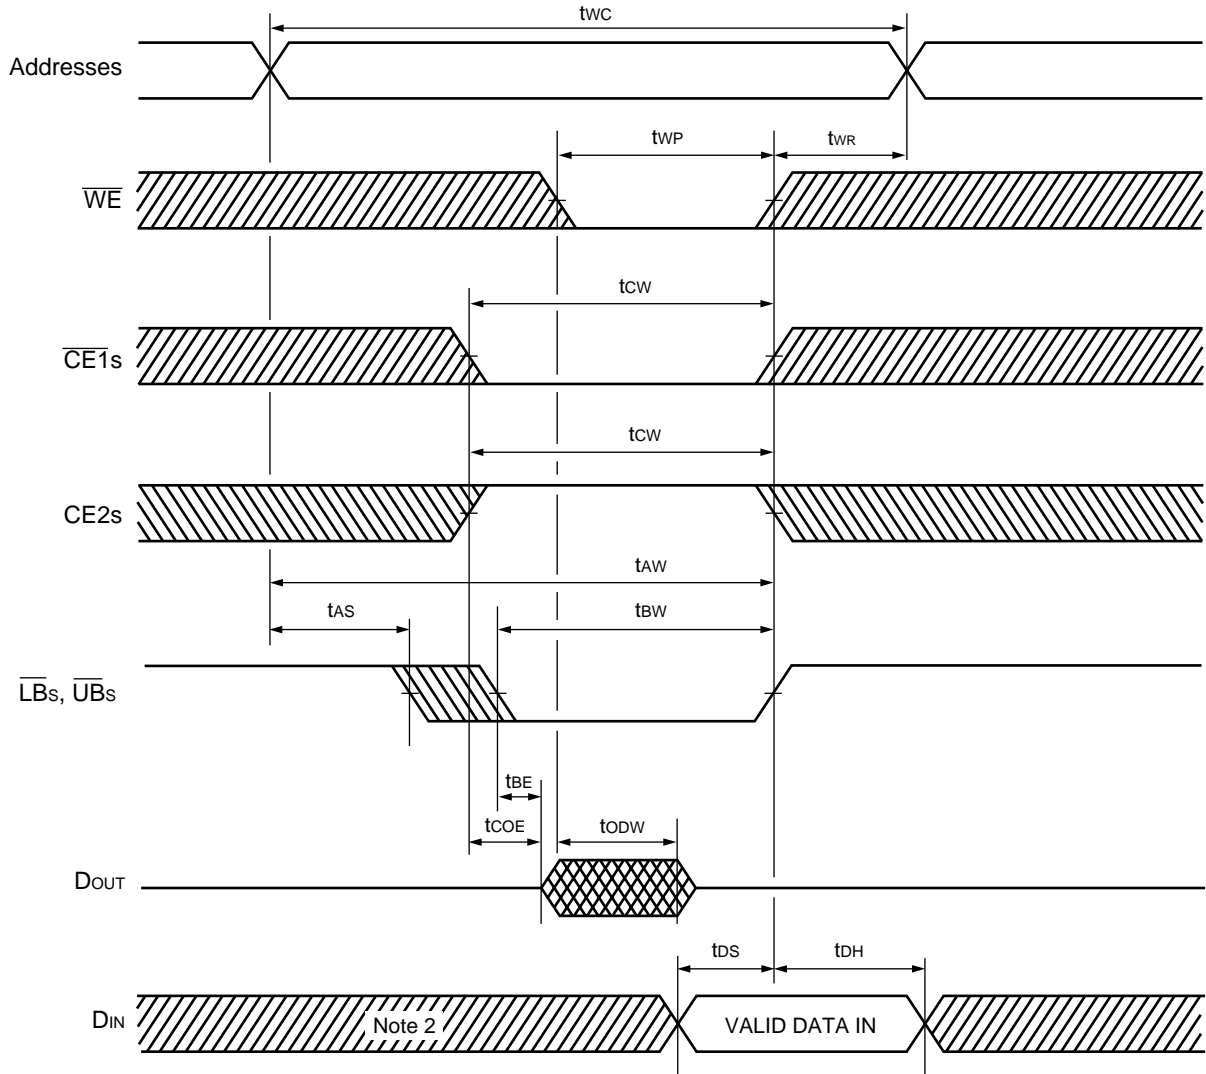 tWC
Addresses
tWP
tWR
WE
tCW
CE1s
tCW
CE2s
tAW
tAS
tBW
LBs, UBs
tBE
tCOE
tODW
DOUT
tDS
tDH
DIN
Note 2
VALID DATA IN